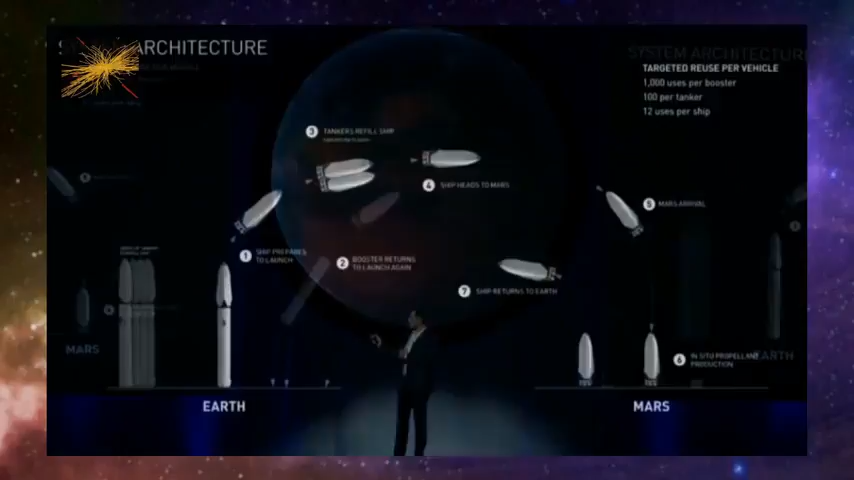 ARCHITECTURE
SYSTEM ARCHITECTURE
TARGETED REUSE PER VEHICLE
1,000 uses per booster
100 per tanker
12 uses per ship
3 TANKERS REFILL SHIP
4 SHIP HEADS TO MARS
5 MARS ARRIVAL
1 SHIP PREPARES
TO LAUNCH
2 BOOSTER RETURNS
TO LAUNCH AGAIN
7 SHIP RETURNS TO EARTH
MARS
6 IN SITU PROPELLANT
PRODUCTION
EARTH
EARTH
MARS